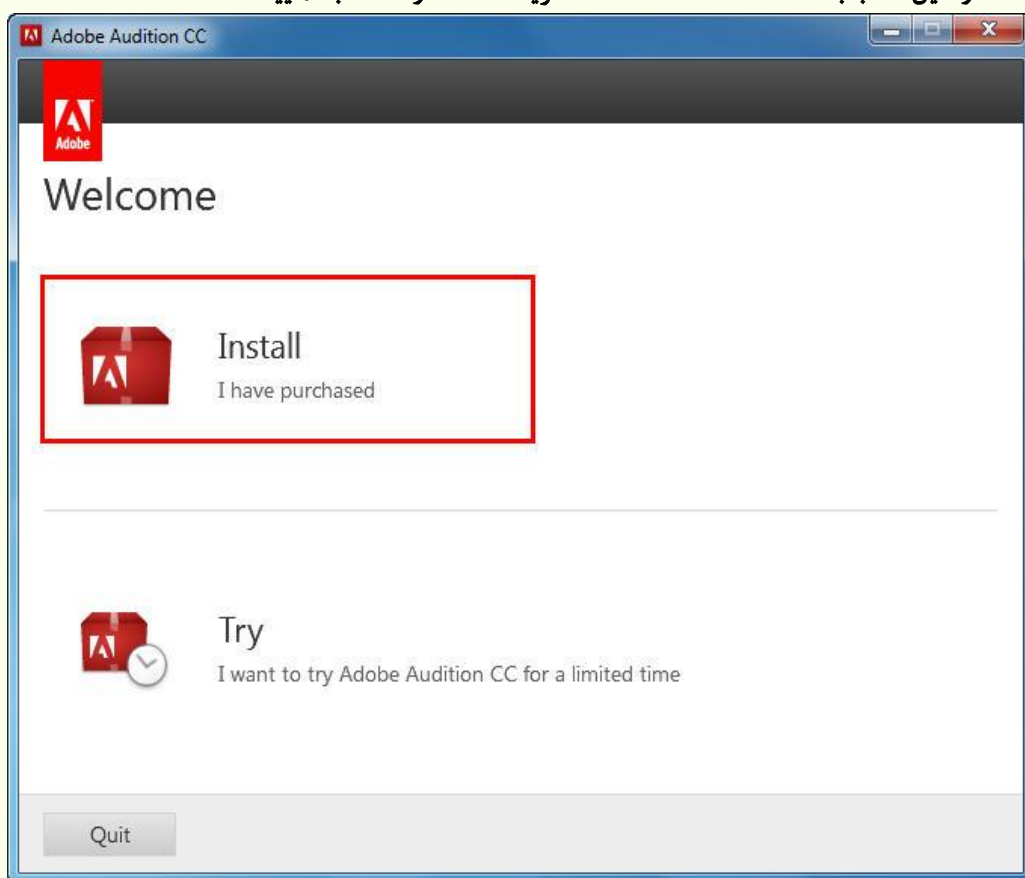 Adobe Audition CC
Adobe
Welcome
Install
I have purchased
Try
I want to try Adobe Audition CC for a limited time
Quit